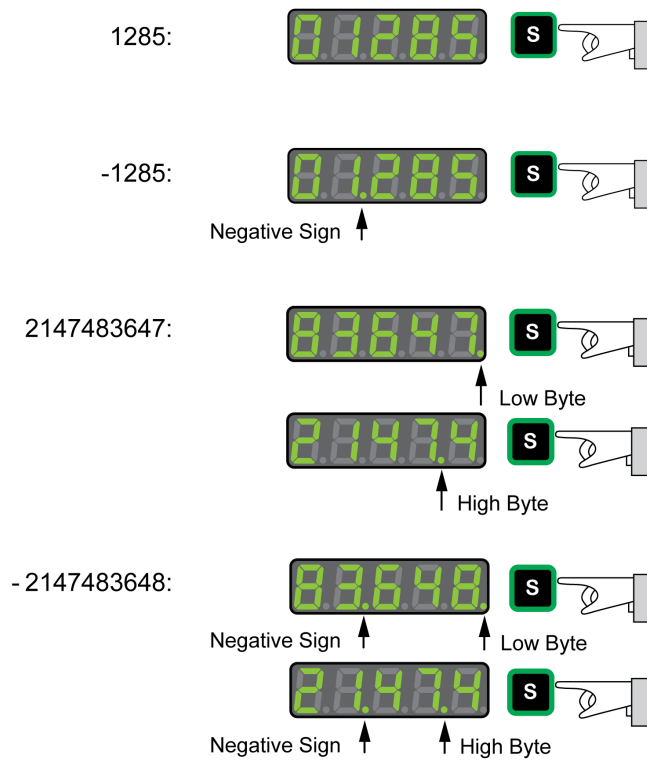 1285: 01285 S
-1285: 01.285 S
Negative Sign
2147483647: 83647. S
Low Byte
2147.4 S
High Byte
- 2147483648: 83.648. S
Negative Sign Low Byte
21.47.4 S
Negative Sign High Byte